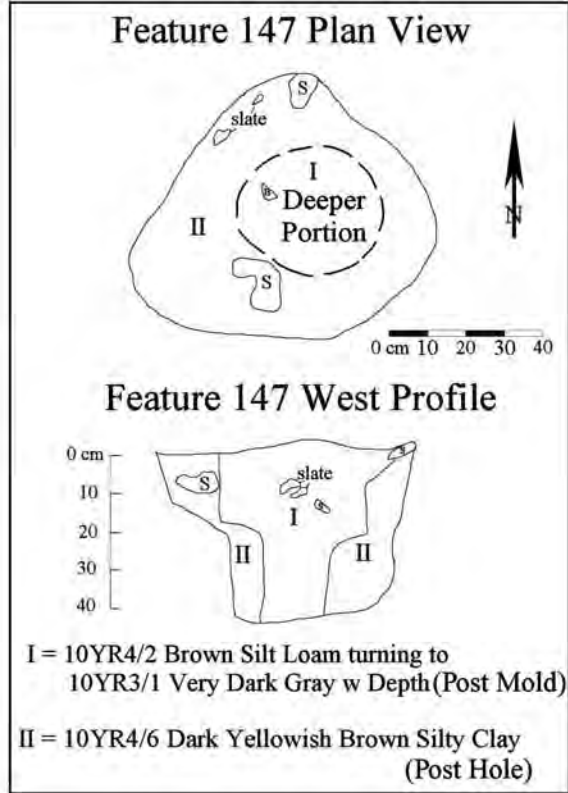 Feature 147 Plan View
S
slate
I
s
Deeper
Portion
II
S
N
0 cm 10 20 30 40
Feature 147 West Profile
0 cm
10
20
30
40
S
slate
s
s
I
II
II
I = 10YR4/2 Brown Silt Loam turning to
10YR3/1 Very Dark Gray w Depth(Post Mold)
II = 10YR4/6 Dark Yellowish Brown Silty Clay
(Post Hole)